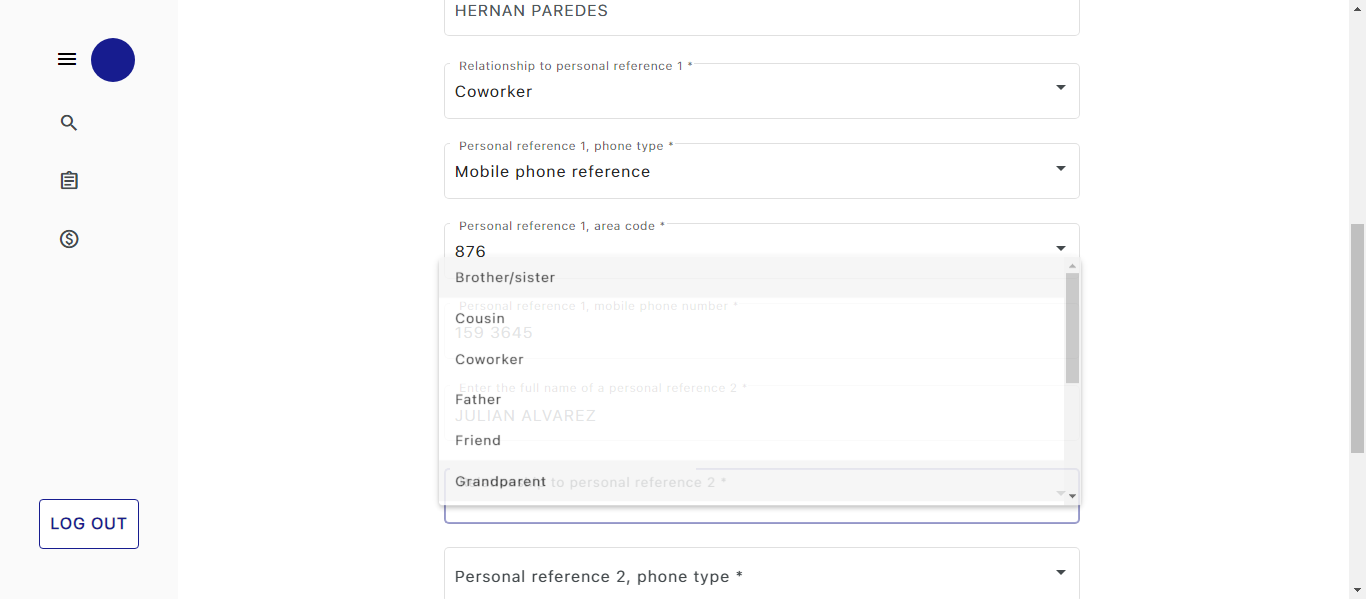 HERNAN PAREDES
Relationship to personal reference 1 *
Coworker
Personal reference 1, phone type *
Mobile phone reference
Personal reference 1, area code *
876
Brother/sister
Personal reference 1, mobile phone number *
Cousin
159 3645
Coworker
Enter the full name of a personal reference 2 *
Father
JULIAN ALVAREZ
Friend
Grandparent
to personal reference 2 *
Personal reference 2, phone type *
LOG OUT